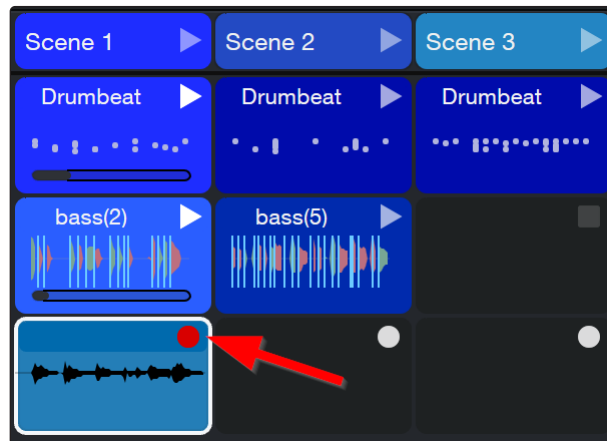 Scene 1
Scene 2
Scene 3
Drumbeat
Drumbeat
Drumbeat
bass(2)
bass(5)